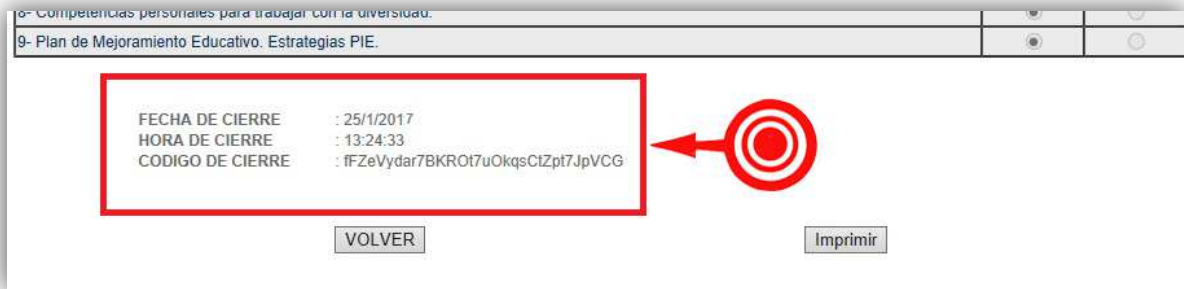 8- Competencias personales para trabajar con la diversidad.
9- Plan de Mejoramiento Educativo. Estrategias PIE.
FECHA DE CIERRE : 25/1/2017
HORA DE CIERRE : 13:24:33
CODIGO DE CIERRE : fFZeVydar7BKROt7uOkqsCtZpt7JpVCG
VOLVER Imprimir